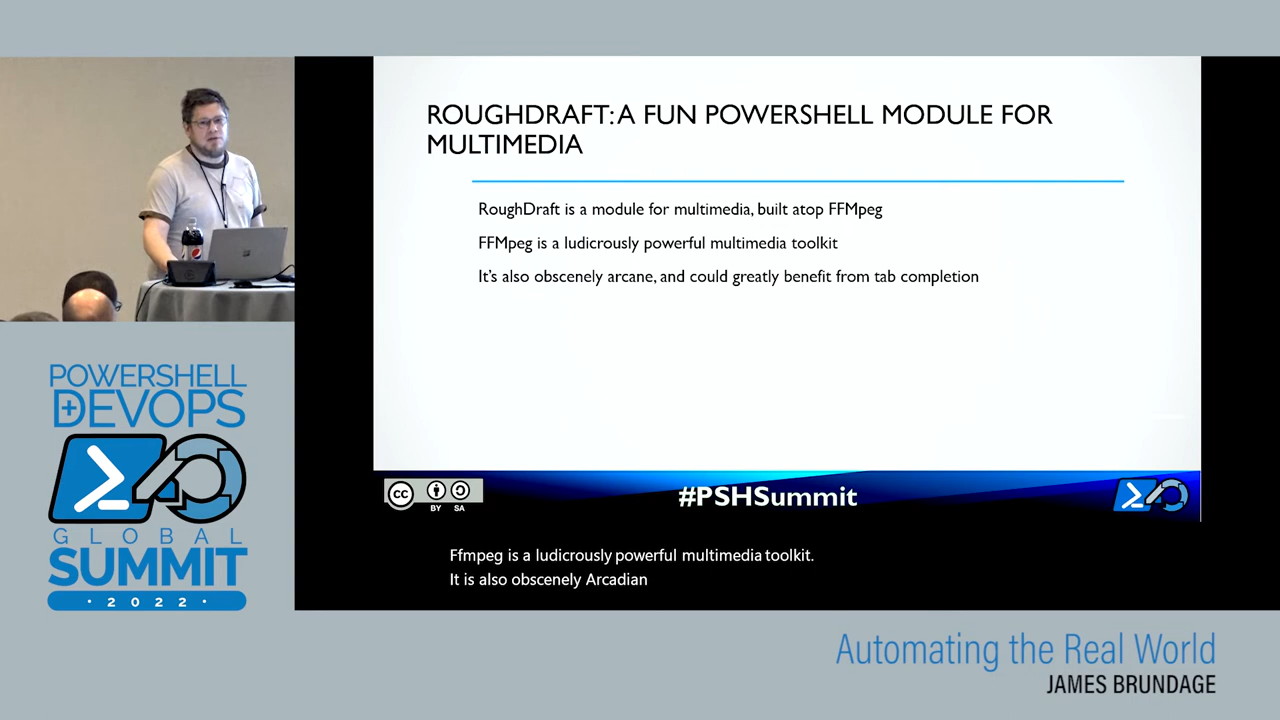 ROUGHDRAFT: A FUN POWERSHELL MODULE FOR
MULTIMEDIA
RoughDraft is a module for multimedia, built atop FFMpeg
FFMpeg is a ludicrously powerful multimedia toolkit
It's also obscenely arcane, and could greatly benefit from tab completion
cc
BY SA
#PSHSummit
Ffmpeg is a ludicrously powerful multimedia toolkit.
It is also obscenely Arcadian
POWERSHELL
+DEVOPS
GLOBAL
SUMMIT
· 2022 ·
Automating the Real World
JAMES BRUNDAGE